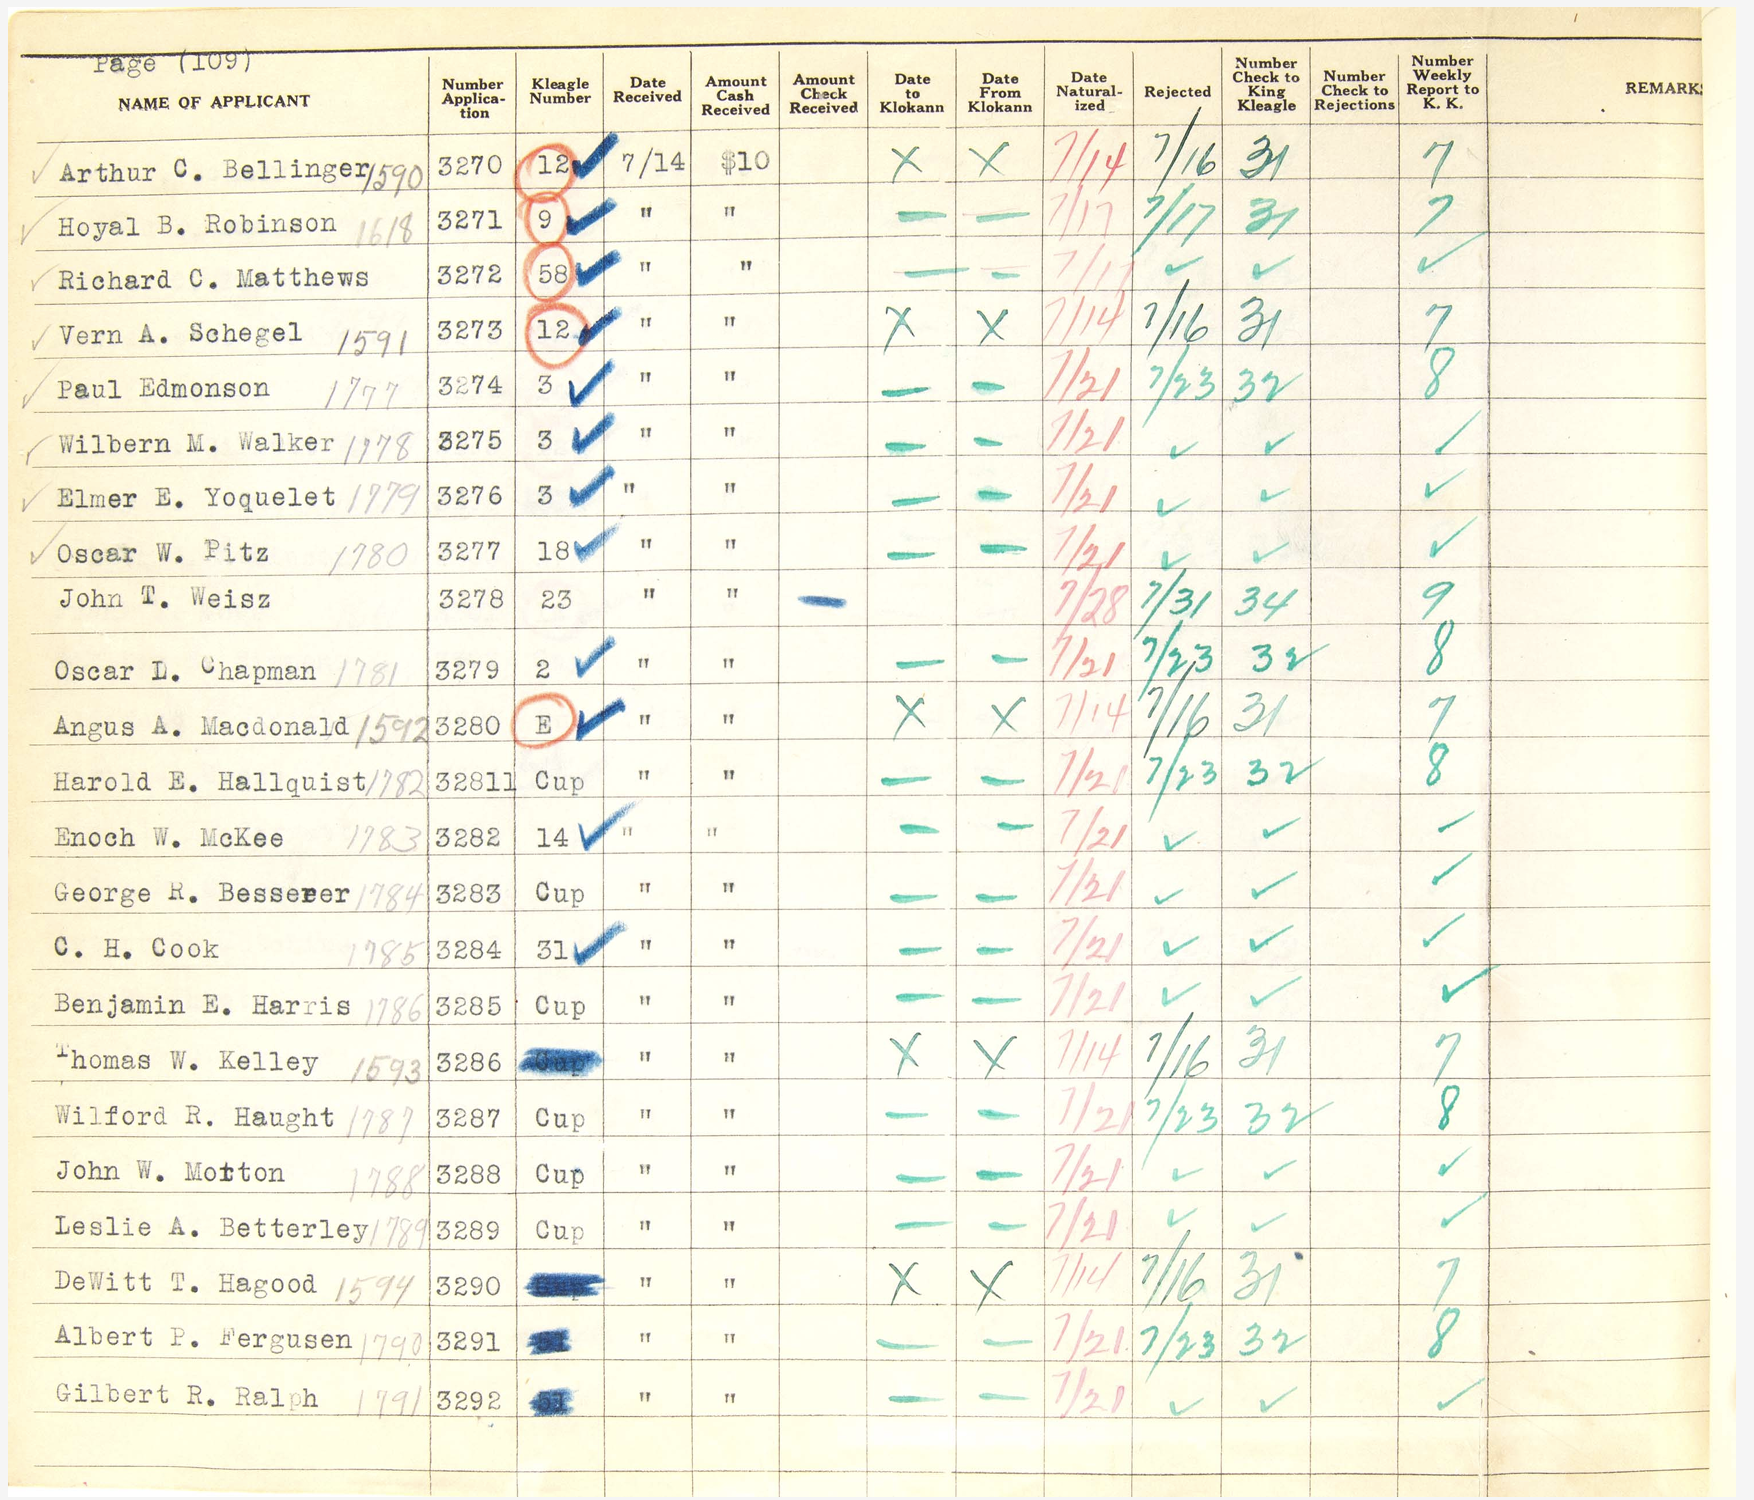 Page (109)
NAME OF APPLICANT Number Applica-tion Kleagle Number Date Received Amount Cash Received Amount Check Received Date to Klokann Date From Klokann Date Natural-ized Rejected Number Check to King Kleagle Number Check to Rejections Number Weekly Report to K. K. REMARKS
Arthur C. Bellinger 1590 3270 12 7/14 $10 X X 7/14 7/16 31 7
Hoyal B. Robinson 1618 3271 9 " " — — 7/17 7/17 31 7
Richard C. Matthews 3272 58 " " — — 7/17 ✓ ✓ ✓
Vern A. Schegel 1591 3273 12 " " X X 7/14 7/16 31 7
Paul Edmonson 1777 3274 3 " " — — 7/21 7/23 32 8
Wilbern M. Walker 1778 3275 3 " " — — 7/21 ✓ ✓ ✓
Elmer E. Yoquelet 1779 3276 3 " " — — 7/21 ✓ ✓ ✓
Oscar W. Pitz 1780 3277 18 " " — — 7/21 ✓ ✓ ✓
John T. Weisz 3278 23 " " — 7/28 7/31 34 9
Oscar L. Chapman 1781 3279 2 " " — — 7/21 7/23 32 8
Angus A. Macdonald 1592 3280 E " " X X 7/14 7/16 31 7
Harold E. Hallquist 1782 32811 Cup " " — — 7/21 7/23 32 8
Enoch W. McKee 1783 3282 14 " " — — 7/21 ✓ ✓ ✓
George R. Besserer 1784 3283 Cup " " — — 7/21 ✓ ✓ ✓
C. H. Cook 1785 3284 31 " " — — 7/21 ✓ ✓ ✓
Benjamin E. Harris 1786 3285 Cup " " — — 7/21 ✓ ✓ ✓
Thomas W. Kelley 1593 3286 Cup " " X X 7/14 7/16 31 7
Wilford R. Haught 1787 3287 Cup " " — — 7/21 7/23 32 8
John W. Motton 1788 3288 Cup " " — — 7/21 ✓ ✓ ✓
Leslie A. Betterley 1789 3289 Cup " " — — 7/21 ✓ ✓ ✓
DeWitt T. Hagood 1594 3290 " " X X 7/14 7/16 31 7
Albert P. Fergusen 1790 3291 " " — — 7/21 7/23 32 8
Gilbert R. Ralph 1791 3292 " " — — 7/21 ✓ ✓ ✓